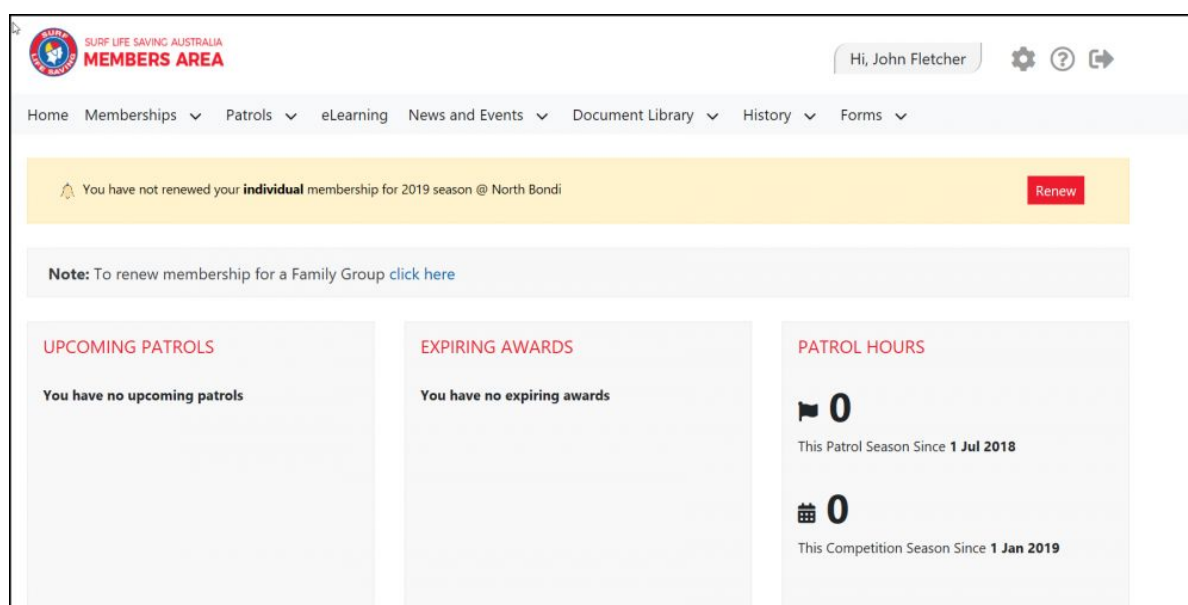 SURF
LIFE SAVING
SURF LIFE SAVING AUSTRALIA
MEMBERS AREA
Hi, John Fletcher
Home Memberships Patrols eLearning News and Events Document Library History Forms
You have not renewed your individual membership for 2019 season @ North Bondi
Renew
Note: To renew membership for a Family Group click here
UPCOMING PATROLS
You have no upcoming patrols
EXPIRING AWARDS
You have no expiring awards
PATROL HOURS
0
This Patrol Season Since 1 Jul 2018
0
This Competition Season Since 1 Jan 2019